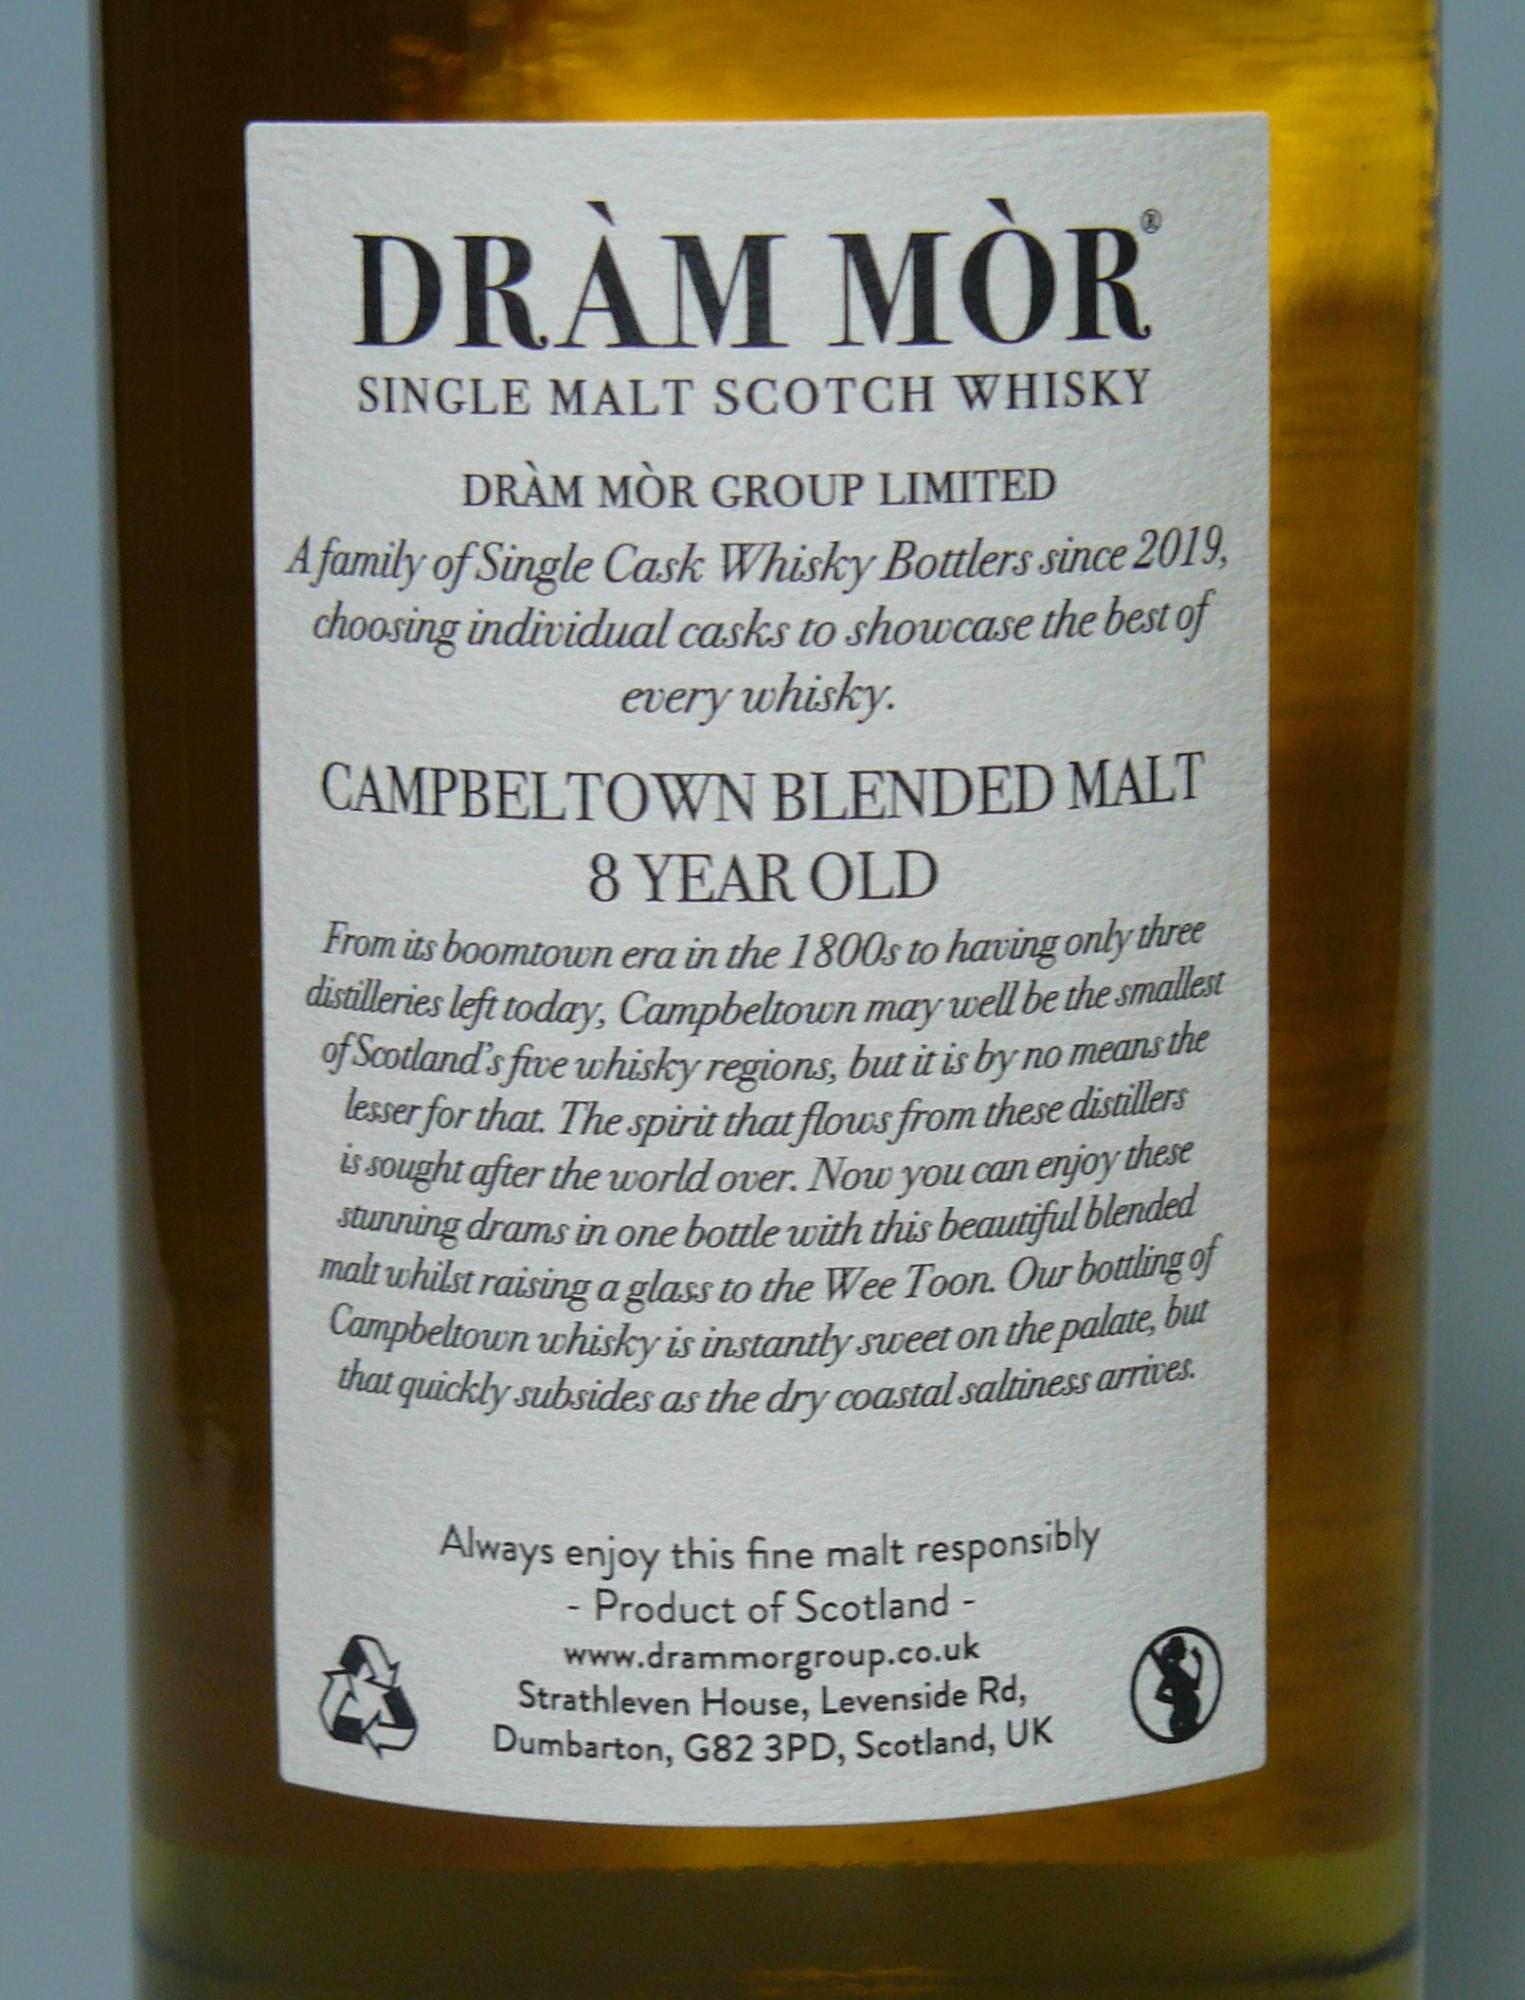 DRÀM MÒR®
SINGLE MALT SCOTCH WHISKY
DRÀM MÒR GROUP LIMITED
A family of Single Cask Whisky Bottlers since 2019,
choosing individual casks to showcase the best of
every whisky.
CAMPBELTOWN BLENDED MALT
8 YEAR OLD
From its boomtown era in the 1800s to having only three
distilleries left today, Campbeltown may well be the smallest
of Scotland's five whisky regions, but it is by no means the
lesser for that. The spirit that flows from these distillers
is sought after the world over. Now you can enjoy these
stunning drams in one bottle with this beautiful blended
malt whilst raising a glass to the Wee Toon. Our bottling of
Campbeltown whisky is instantly sweet on the palate, but
that quickly subsides as the dry coastal saltiness arrives.
Always enjoy this fine malt responsibly
- Product of Scotland -
www.drammorgroup.co.uk
Strathleven House, Levenside Rd,
Dumbarton, G82 3PD, Scotland, UK